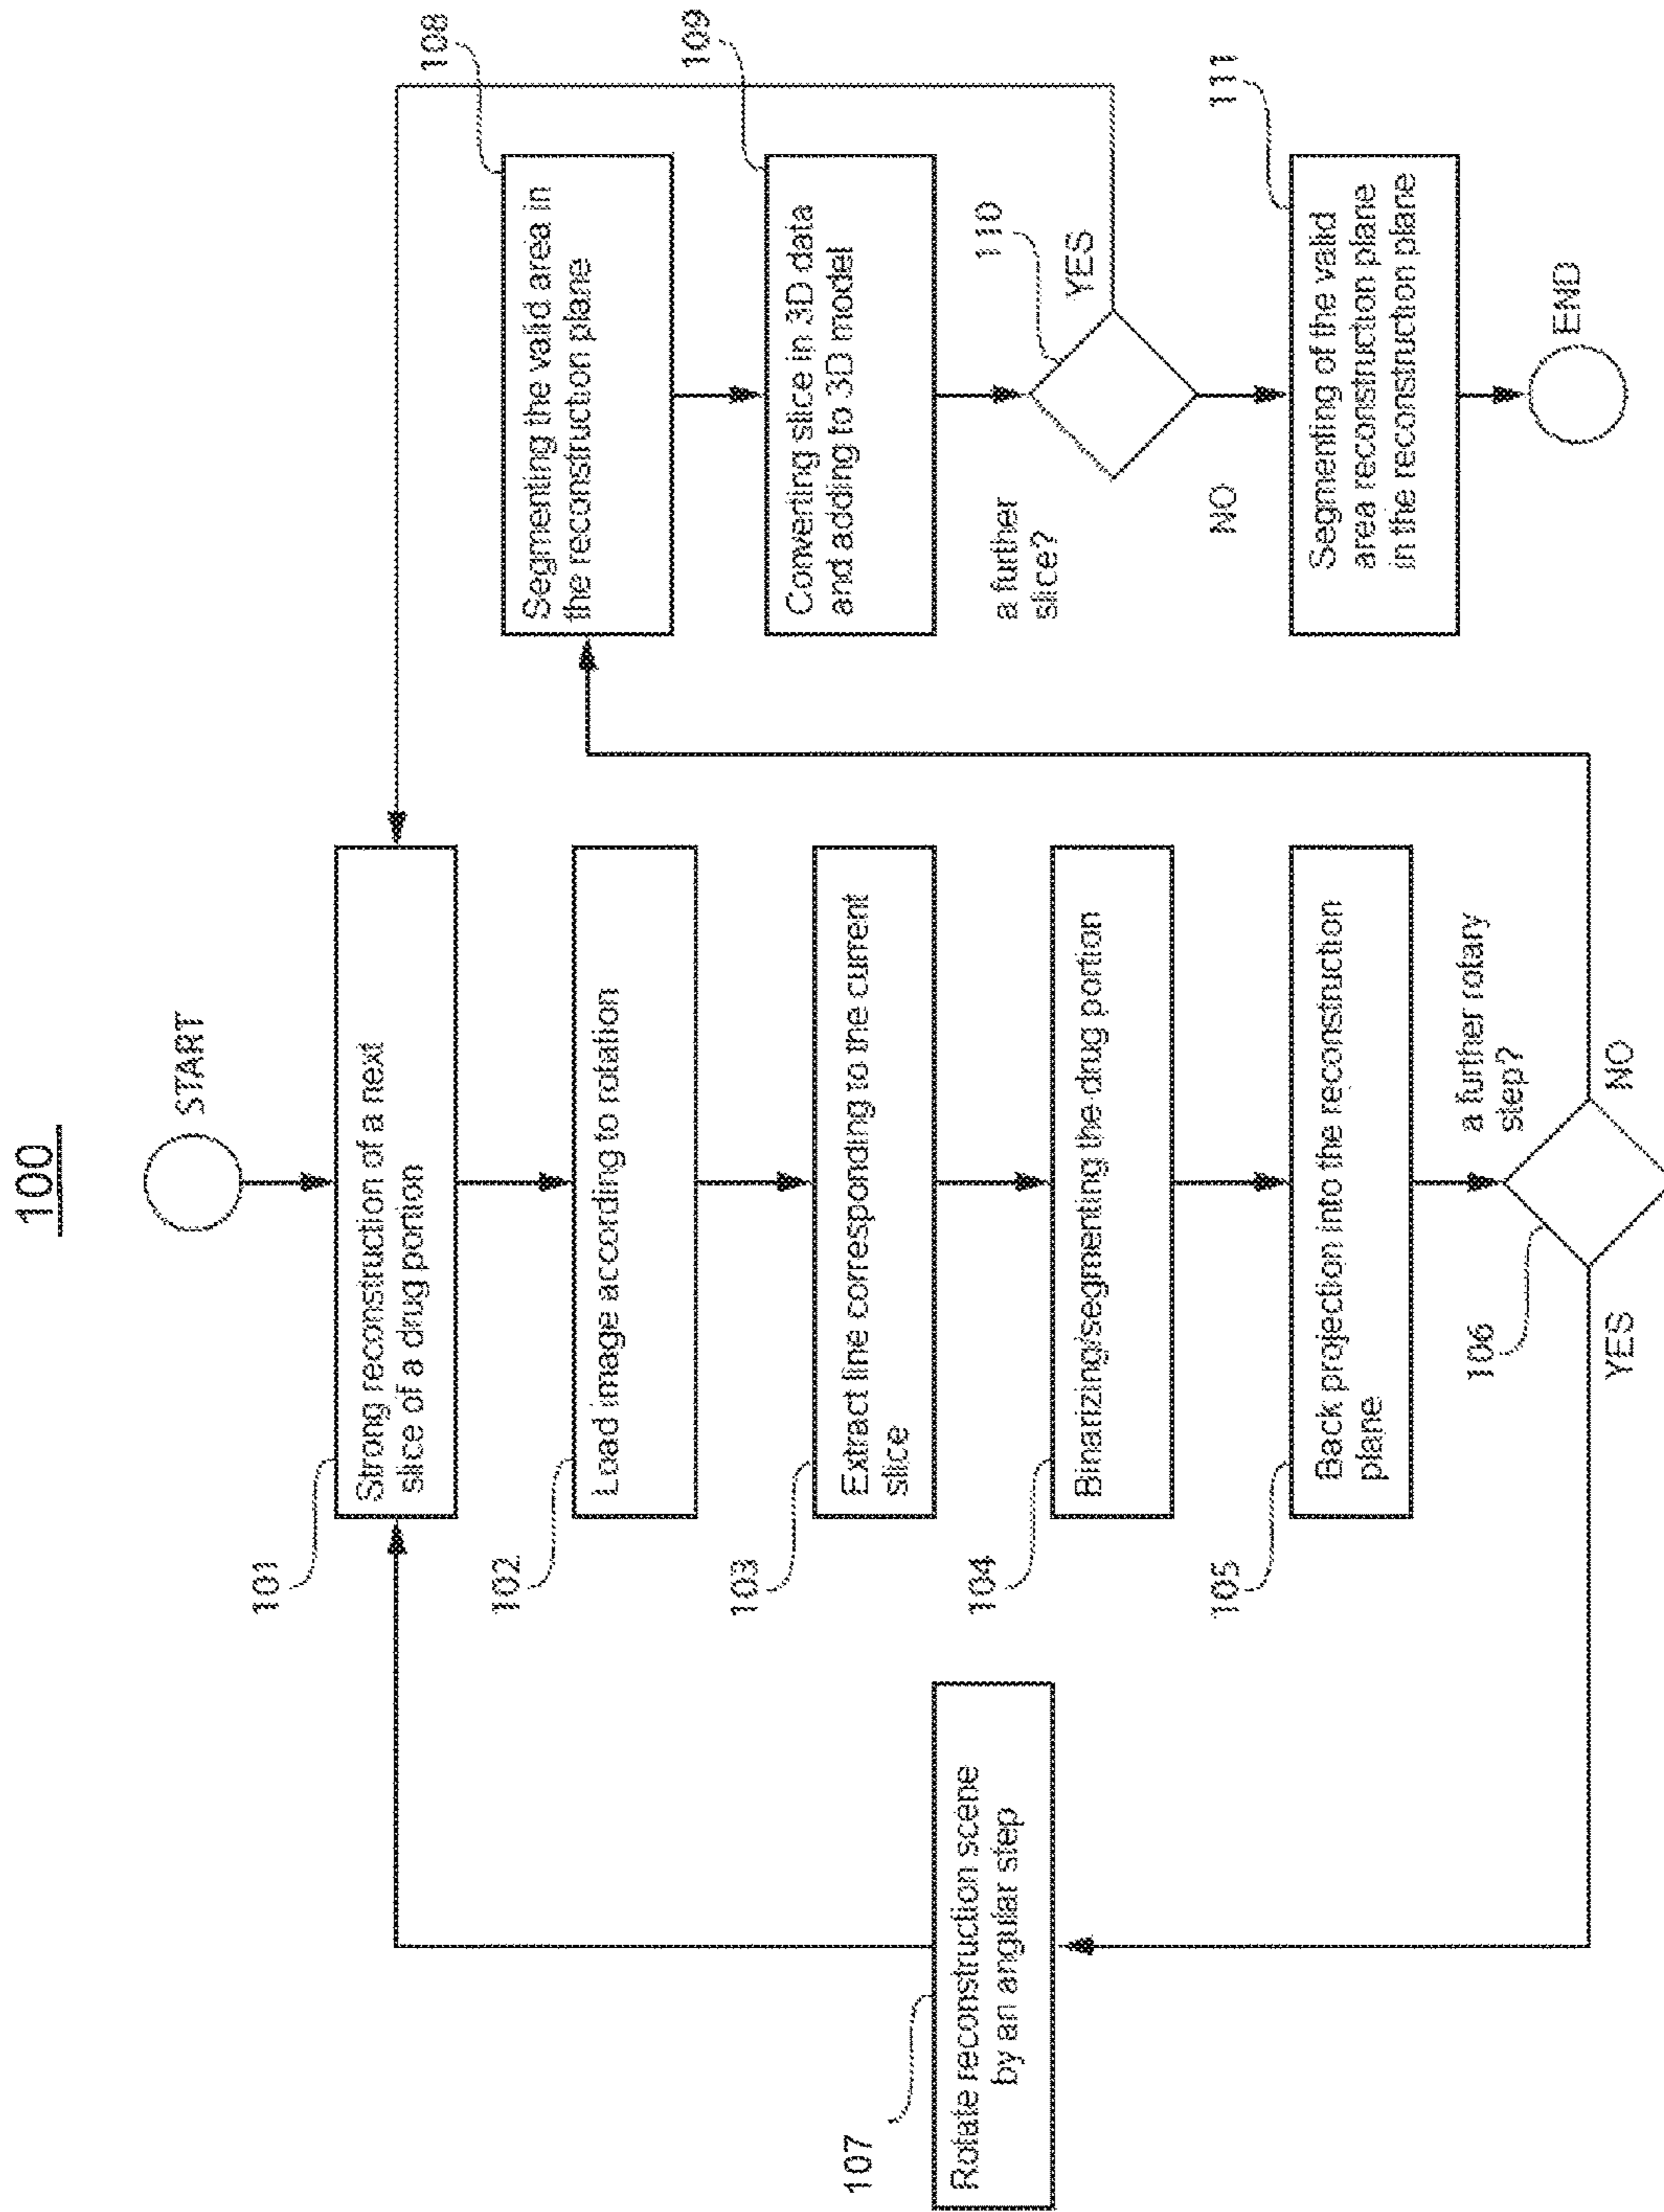 100
START
101
Strong reconstruction of a next
slice of a drug portion
102
Load image according to rotation
103
Extract line corresponding to the current
slice
104
Binarizing/segmenting the drug portion
105
Back projection into the reconstruction
plane
a further rotary
step?
106
YES
NO
107
Rotate reconstruction scene
by an angular step
108
Segmenting the valid area in
the reconstruction plane
109
Converting slice in 3D data
and adding to 3D model
a further
slice?
110
YES
NO
111
Segmenting of the valid
area reconstruction plane
in the reconstruction plane
END